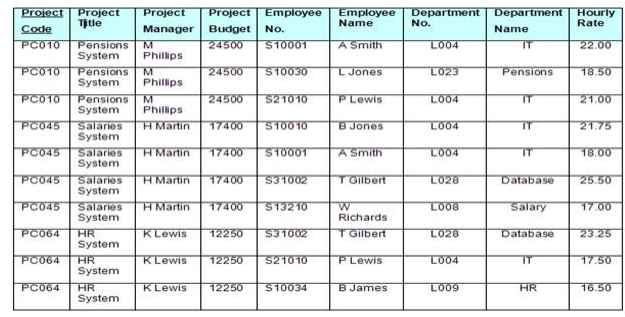 Project Code | Project Title | Project Manager | Project Budget | Employee No. | Employee Name | Department No. | Department Name | Hourly Rate
PC010 | Pensions System | M Phillips | 24500 | S10001 | A Smith | L004 | IT | 22.00
PC010 | Pensions System | M Phillips | 24500 | S10030 | L Jones | L023 | Pensions | 18.50
PC010 | Pensions System | M Phillips | 24500 | S21010 | P Lewis | L004 | IT | 21.00
PC045 | Salaries System | H Martin | 17400 | S10010 | B Jones | L004 | IT | 21.75
PC045 | Salaries System | H Martin | 17400 | S10001 | A Smith | L004 | IT | 18.00
PC045 | Salaries System | H Martin | 17400 | S31002 | T Gilbert | L028 | Database | 25.50
PC045 | Salaries System | H Martin | 17400 | S13210 | W Richards | L008 | Salary | 17.00
PC064 | HR System | K Lewis | 12250 | S31002 | T Gilbert | L028 | Database | 23.25
PC064 | HR System | K Lewis | 12250 | S21010 | P Lewis | L004 | IT | 17.50
PC064 | HR System | K Lewis | 12250 | S10034 | B James | L009 | HR | 16.50